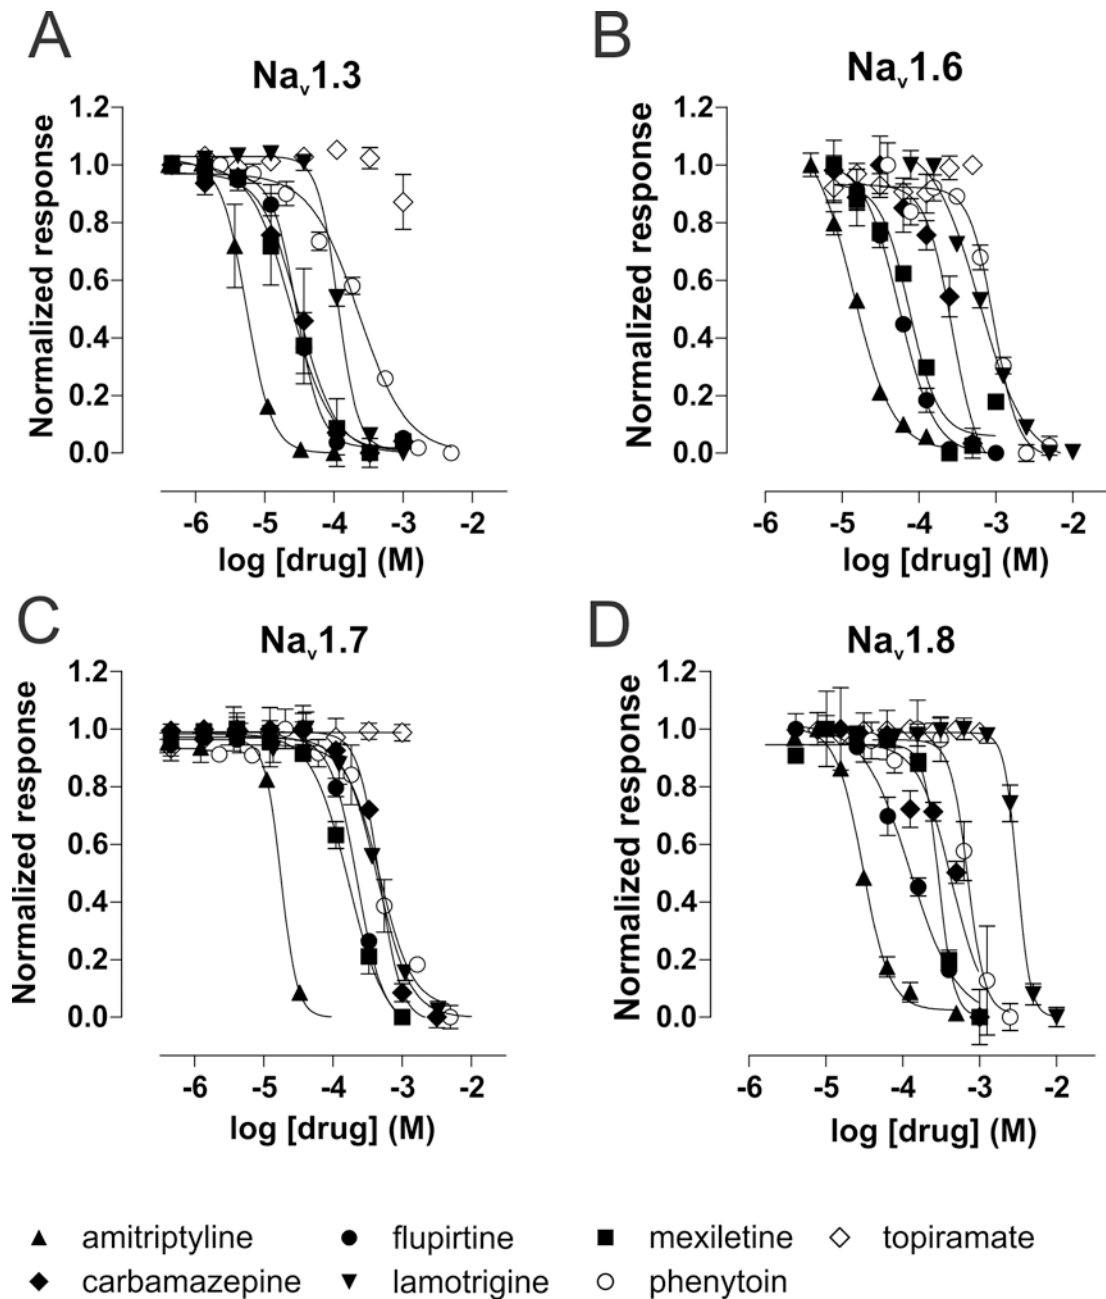 A
Nav1.3
Normalized response
1.2
1.0
0.8
0.6
0.4
0.2
0.0
-6 -5 -4 -3 -2
log [drug] (M)
B
Nav1.6
Normalized response
1.2
1.0
0.8
0.6
0.4
0.2
0.0
-6 -5 -4 -3 -2
log [drug] (M)
C
Nav1.7
Normalized response
1.2
1.0
0.8
0.6
0.4
0.2
0.0
-6 -5 -4 -3 -2
log [drug] (M)
D
Nav1.8
Normalized response
1.2
1.0
0.8
0.6
0.4
0.2
0.0
-6 -5 -4 -3 -2
log [drug] (M)
amitriptyline flupirtine mexiletine topiramate
carbamazepine lamotrigine phenytoin